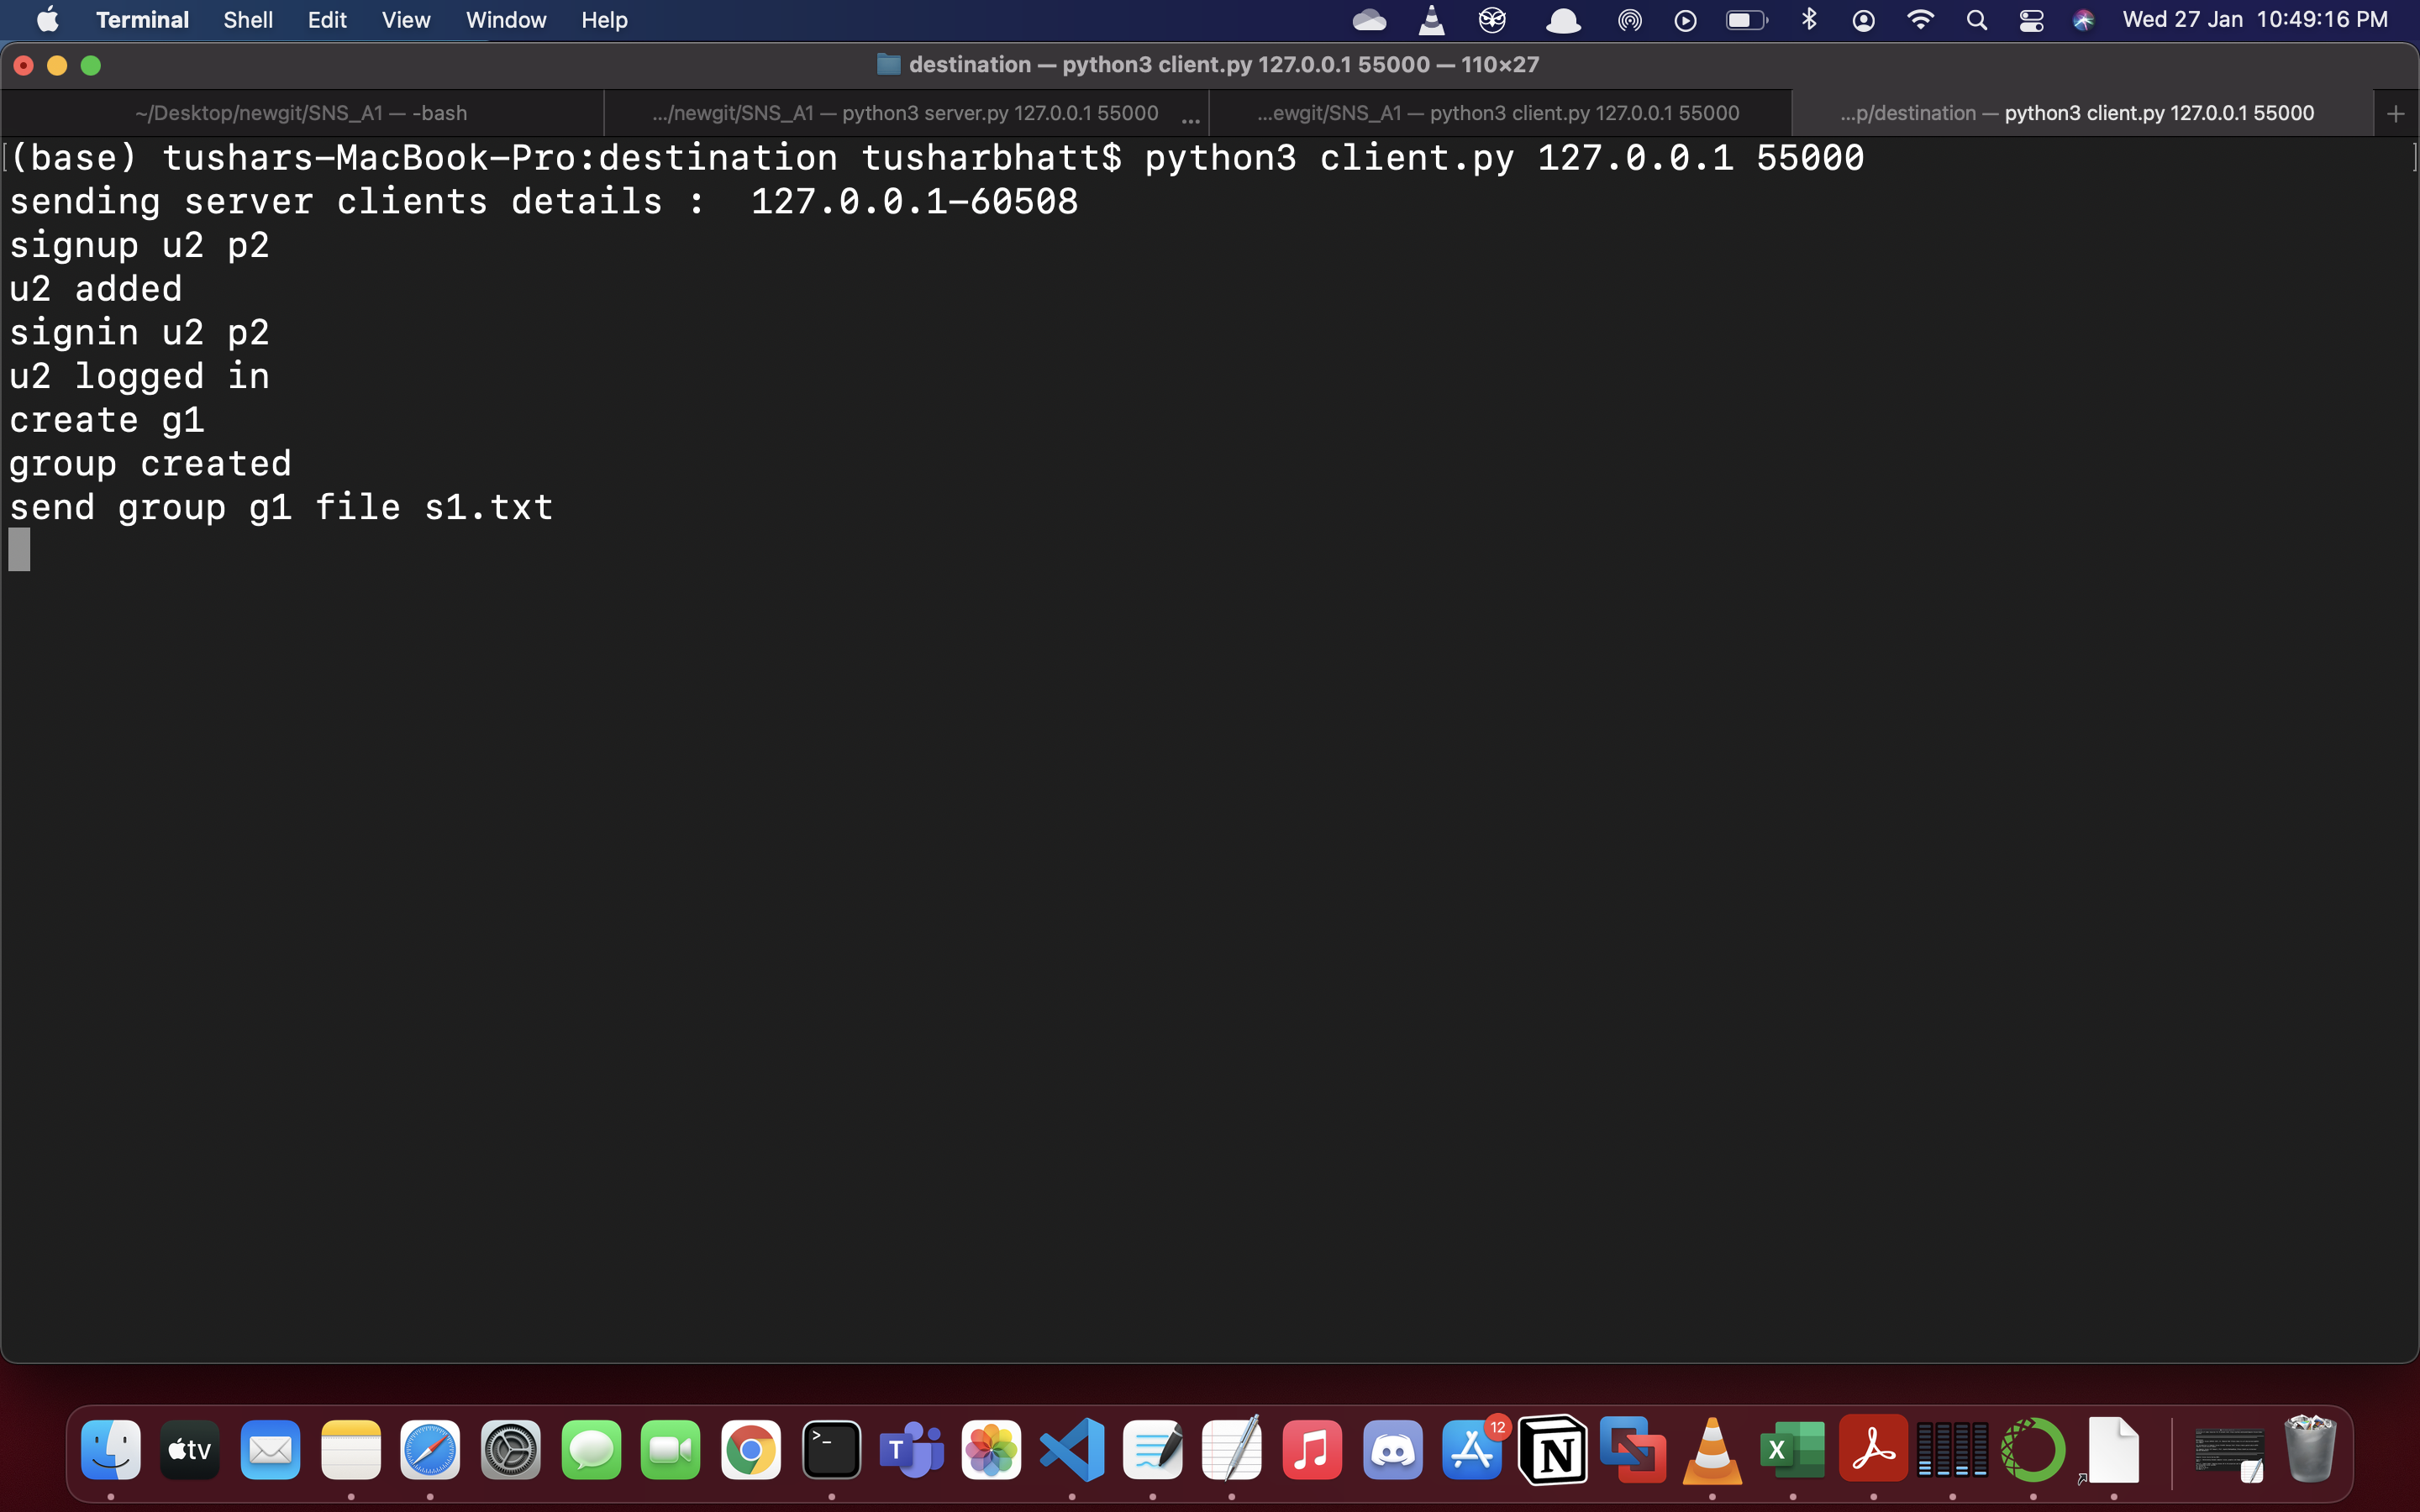 Terminal Shell Edit View Window Help Wed 27 Jan 10:49:16 PM
destination — python3 client.py 127.0.0.1 55000 — 110×27
~/Desktop/newgit/SNS_A1 — -bash .../newgit/SNS_A1 — python3 server.py 127.0.0.1 55000 ... ...ewgit/SNS_A1 — python3 client.py 127.0.0.1 55000 ...p/destination — python3 client.py 127.0.0.1 55000 +
[(base) tushars-MacBook-Pro:destination tusharbhatt$ python3 client.py 127.0.0.1 55000 ]
sending server clients details :  127.0.0.1-60508
signup u2 p2
u2 added
signin u2 p2
u2 logged in
create g1
group created
send group g1 file s1.txt
tv >_ T 12 N X